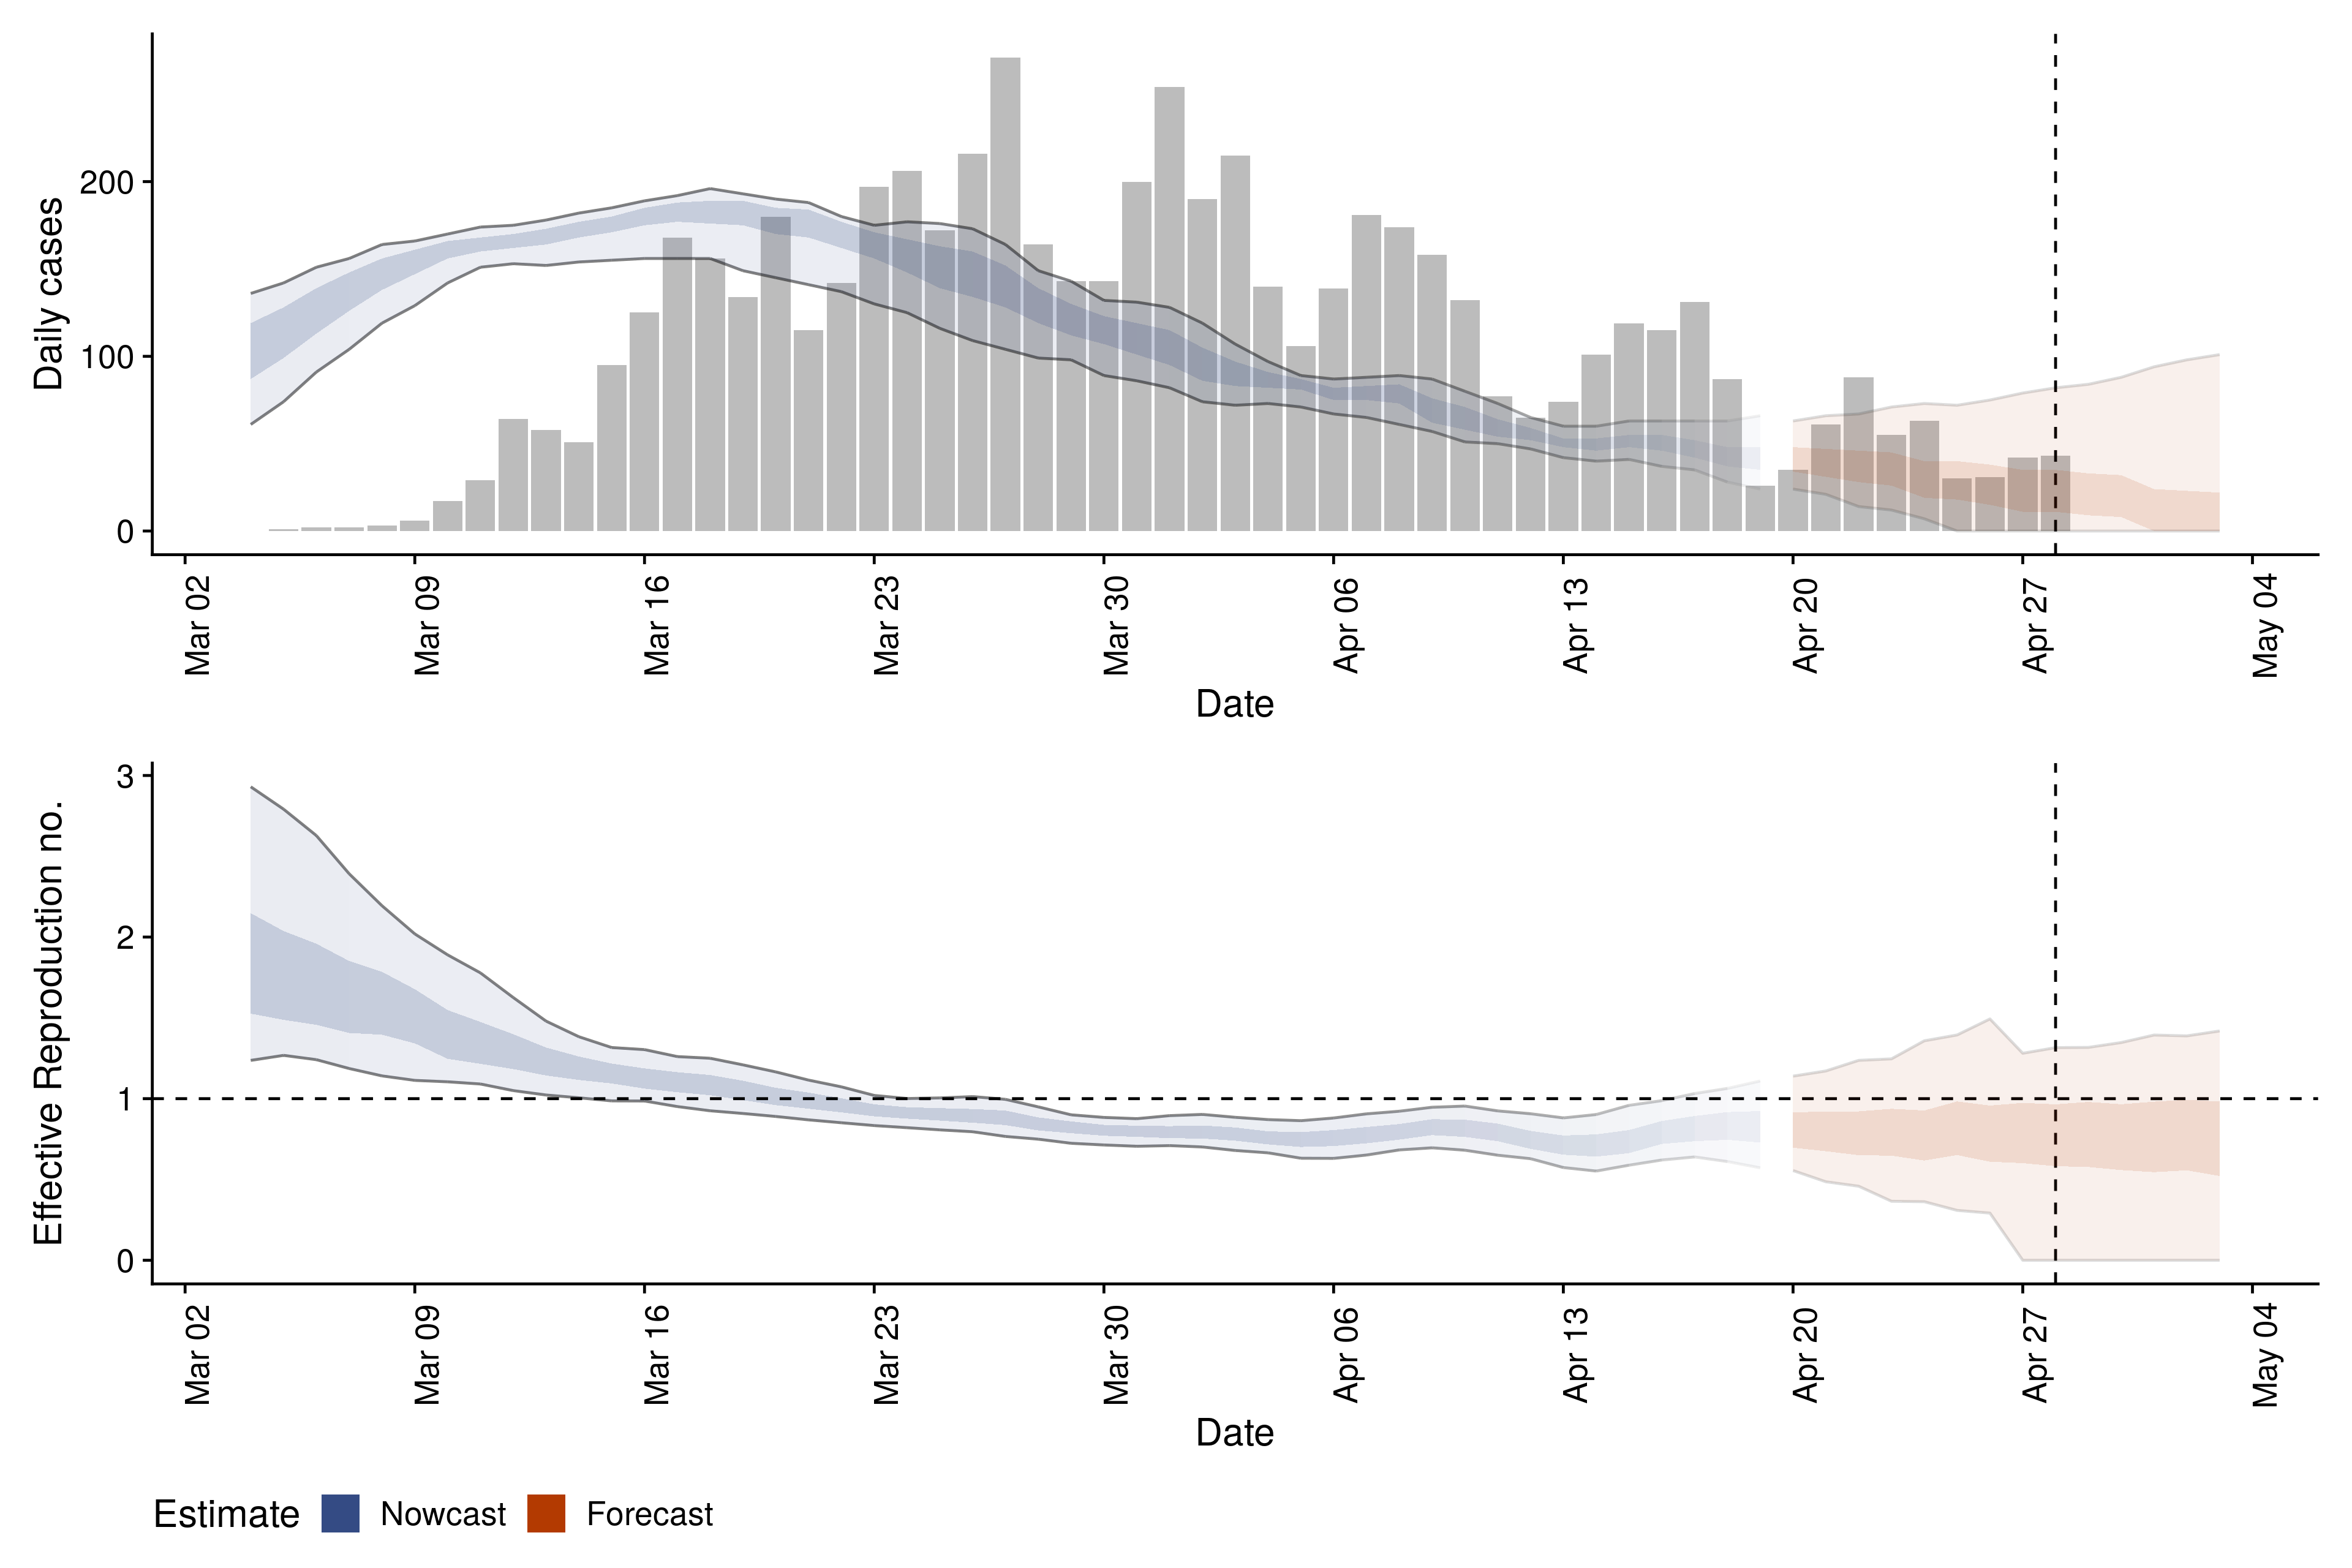 Daily cases
200
100
0
Mar 02
Mar 09
Mar 16
Mar 23
Mar 30
Apr 06
Apr 13
Apr 20
Apr 27
May 04
Date
Effective Reproduction no.
3
2
1
0
Mar 02
Mar 09
Mar 16
Mar 23
Mar 30
Apr 06
Apr 13
Apr 20
Apr 27
May 04
Date
Estimate Nowcast Forecast